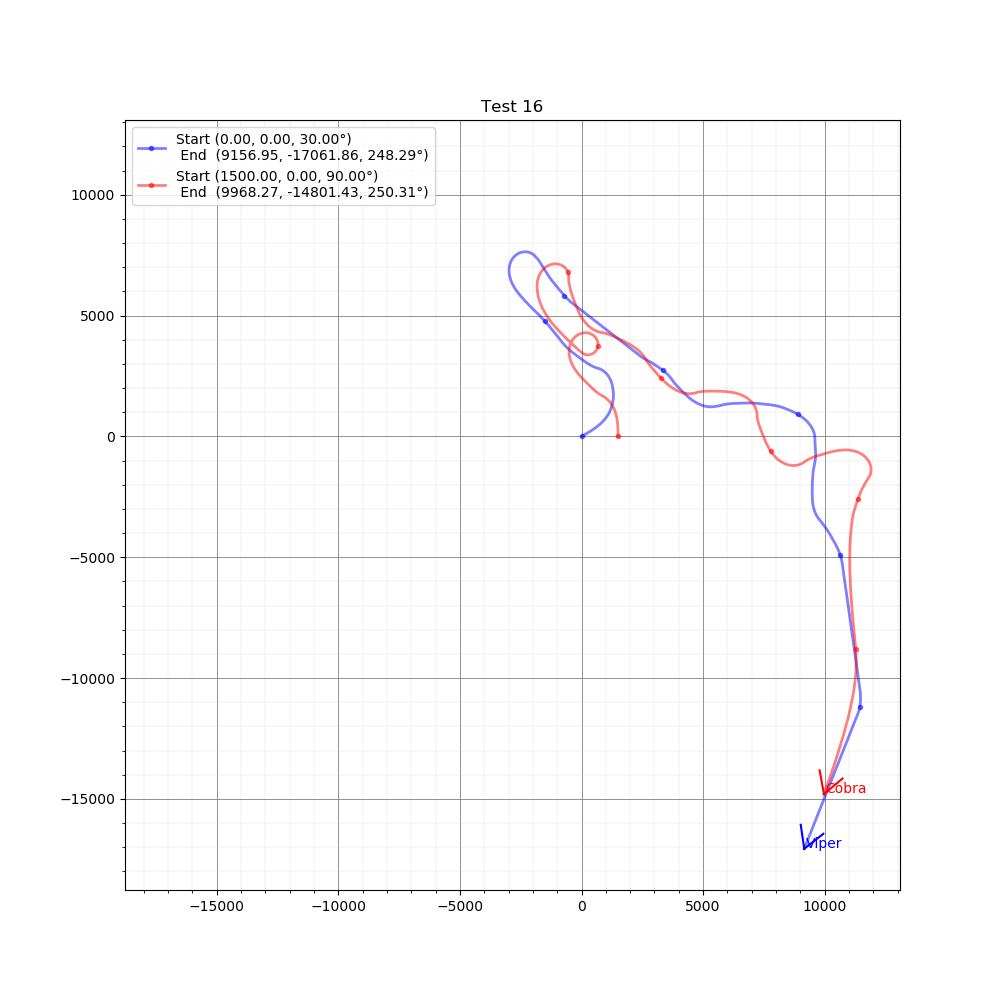 Test 16
Start (0.00, 0.00, 30.00°)
End (9156.95, -17061.86, 248.29°)
Start (1500.00, 0.00, 90.00°)
End (9968.27, -14801.43, 250.31°)
10000
5000
0
−5000
−10000
−15000
Cobra
Viper
−15000 −10000 −5000 0 5000 10000